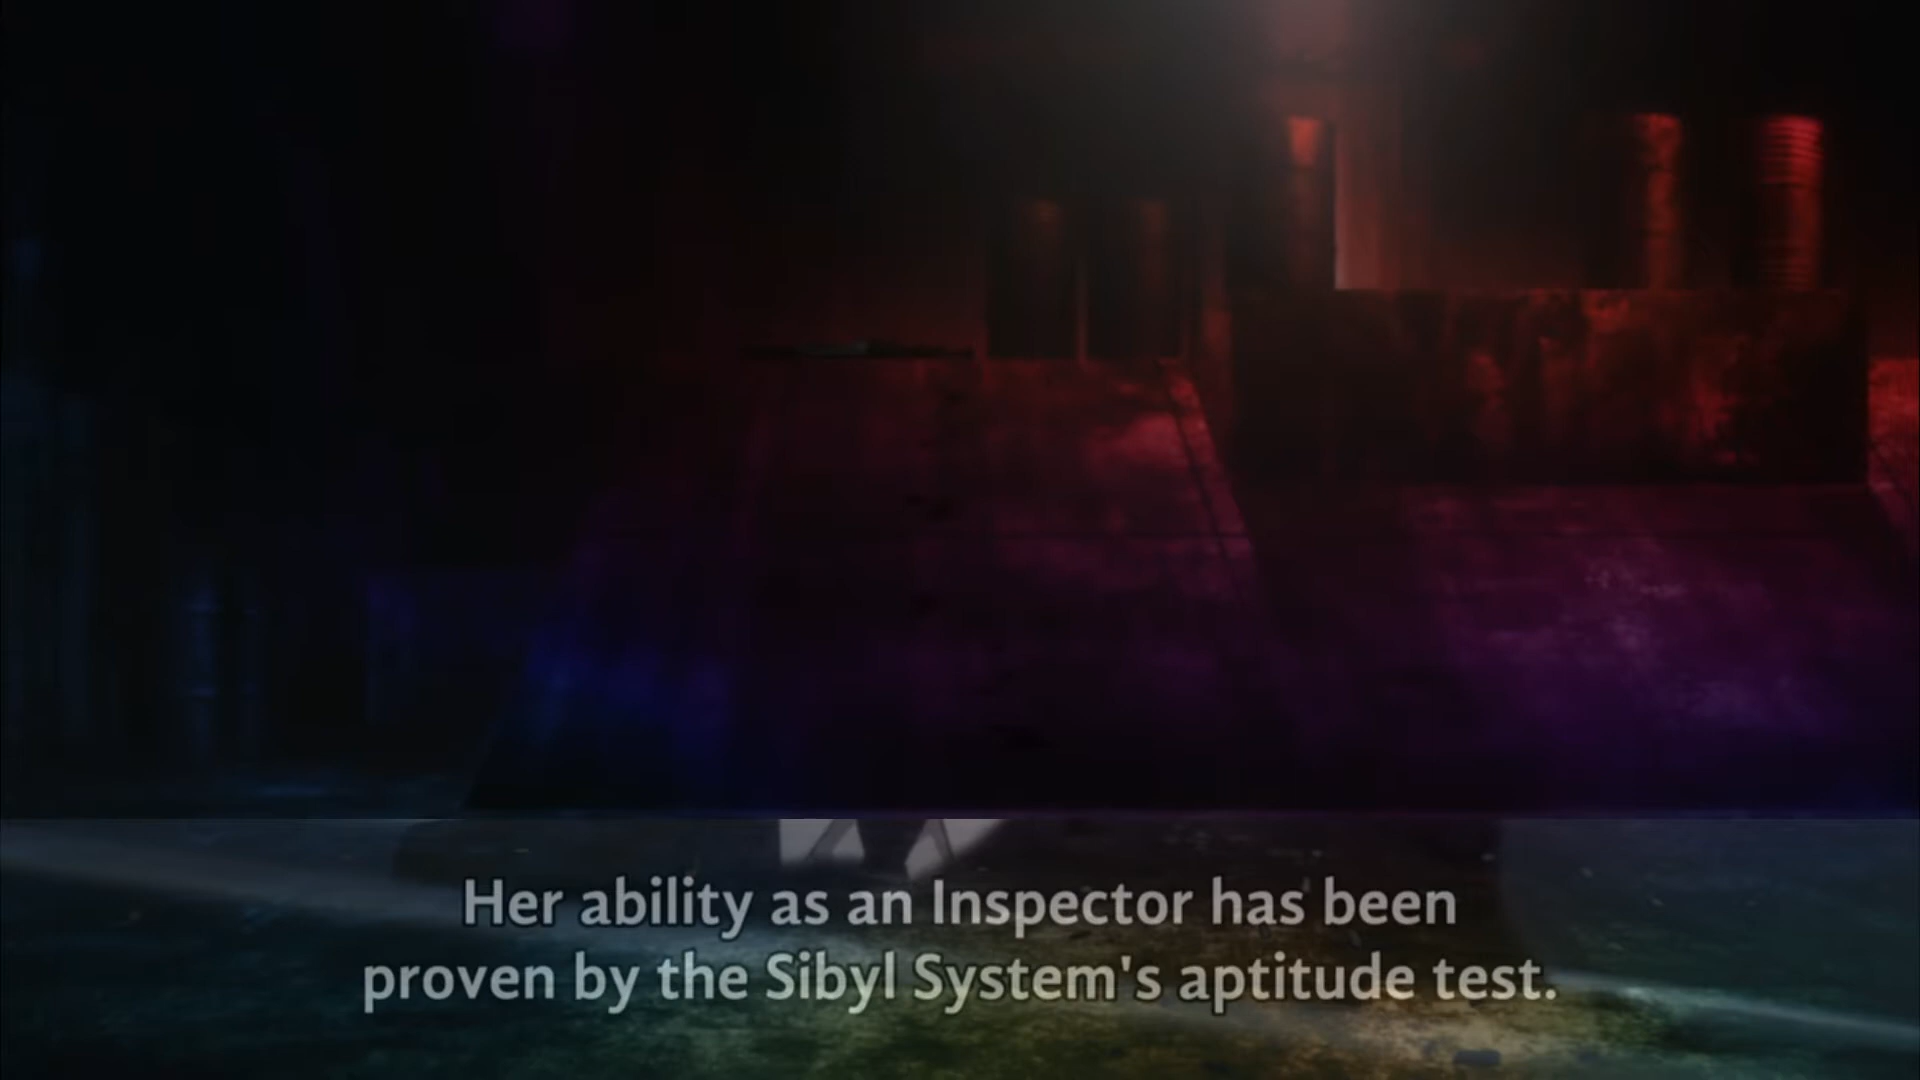 Her ability as an Inspector has been
proven by the Sibyl System's aptitude test.